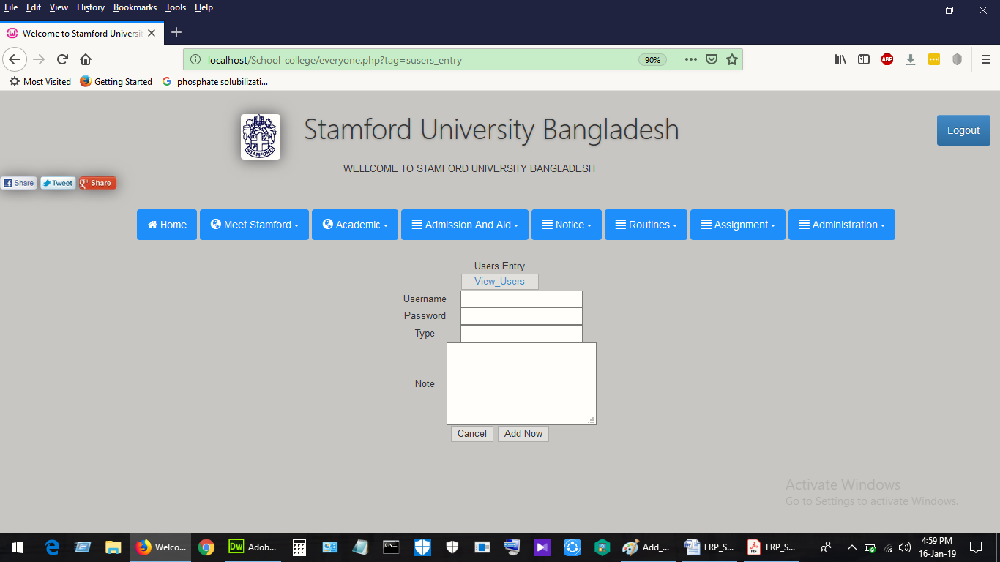 File Edit View History Bookmarks Tools Help
Welcome to Stamford Universit
localhost/School-college/everyone.php?tag=susers_entry 90% ABP
Most Visited Getting Started phosphate solubilizati...
STAMFORD
Stamford University Bangladesh
Logout
WELLCOME TO STAMFORD UNIVERSITY BANGLADESH
Share Tweet g+ Share
Home Meet Stamford Academic Admission And Aid Notice Routines Assignment Administration
Users Entry
View_Users
Username
Password
Type
Note
Cancel Add Now
Activate Windows
Go to Settings to activate Windows.
Welco... Dw Adob... Add_... ERP_S... ERP_S... 4:59 PM
16-Jan-19